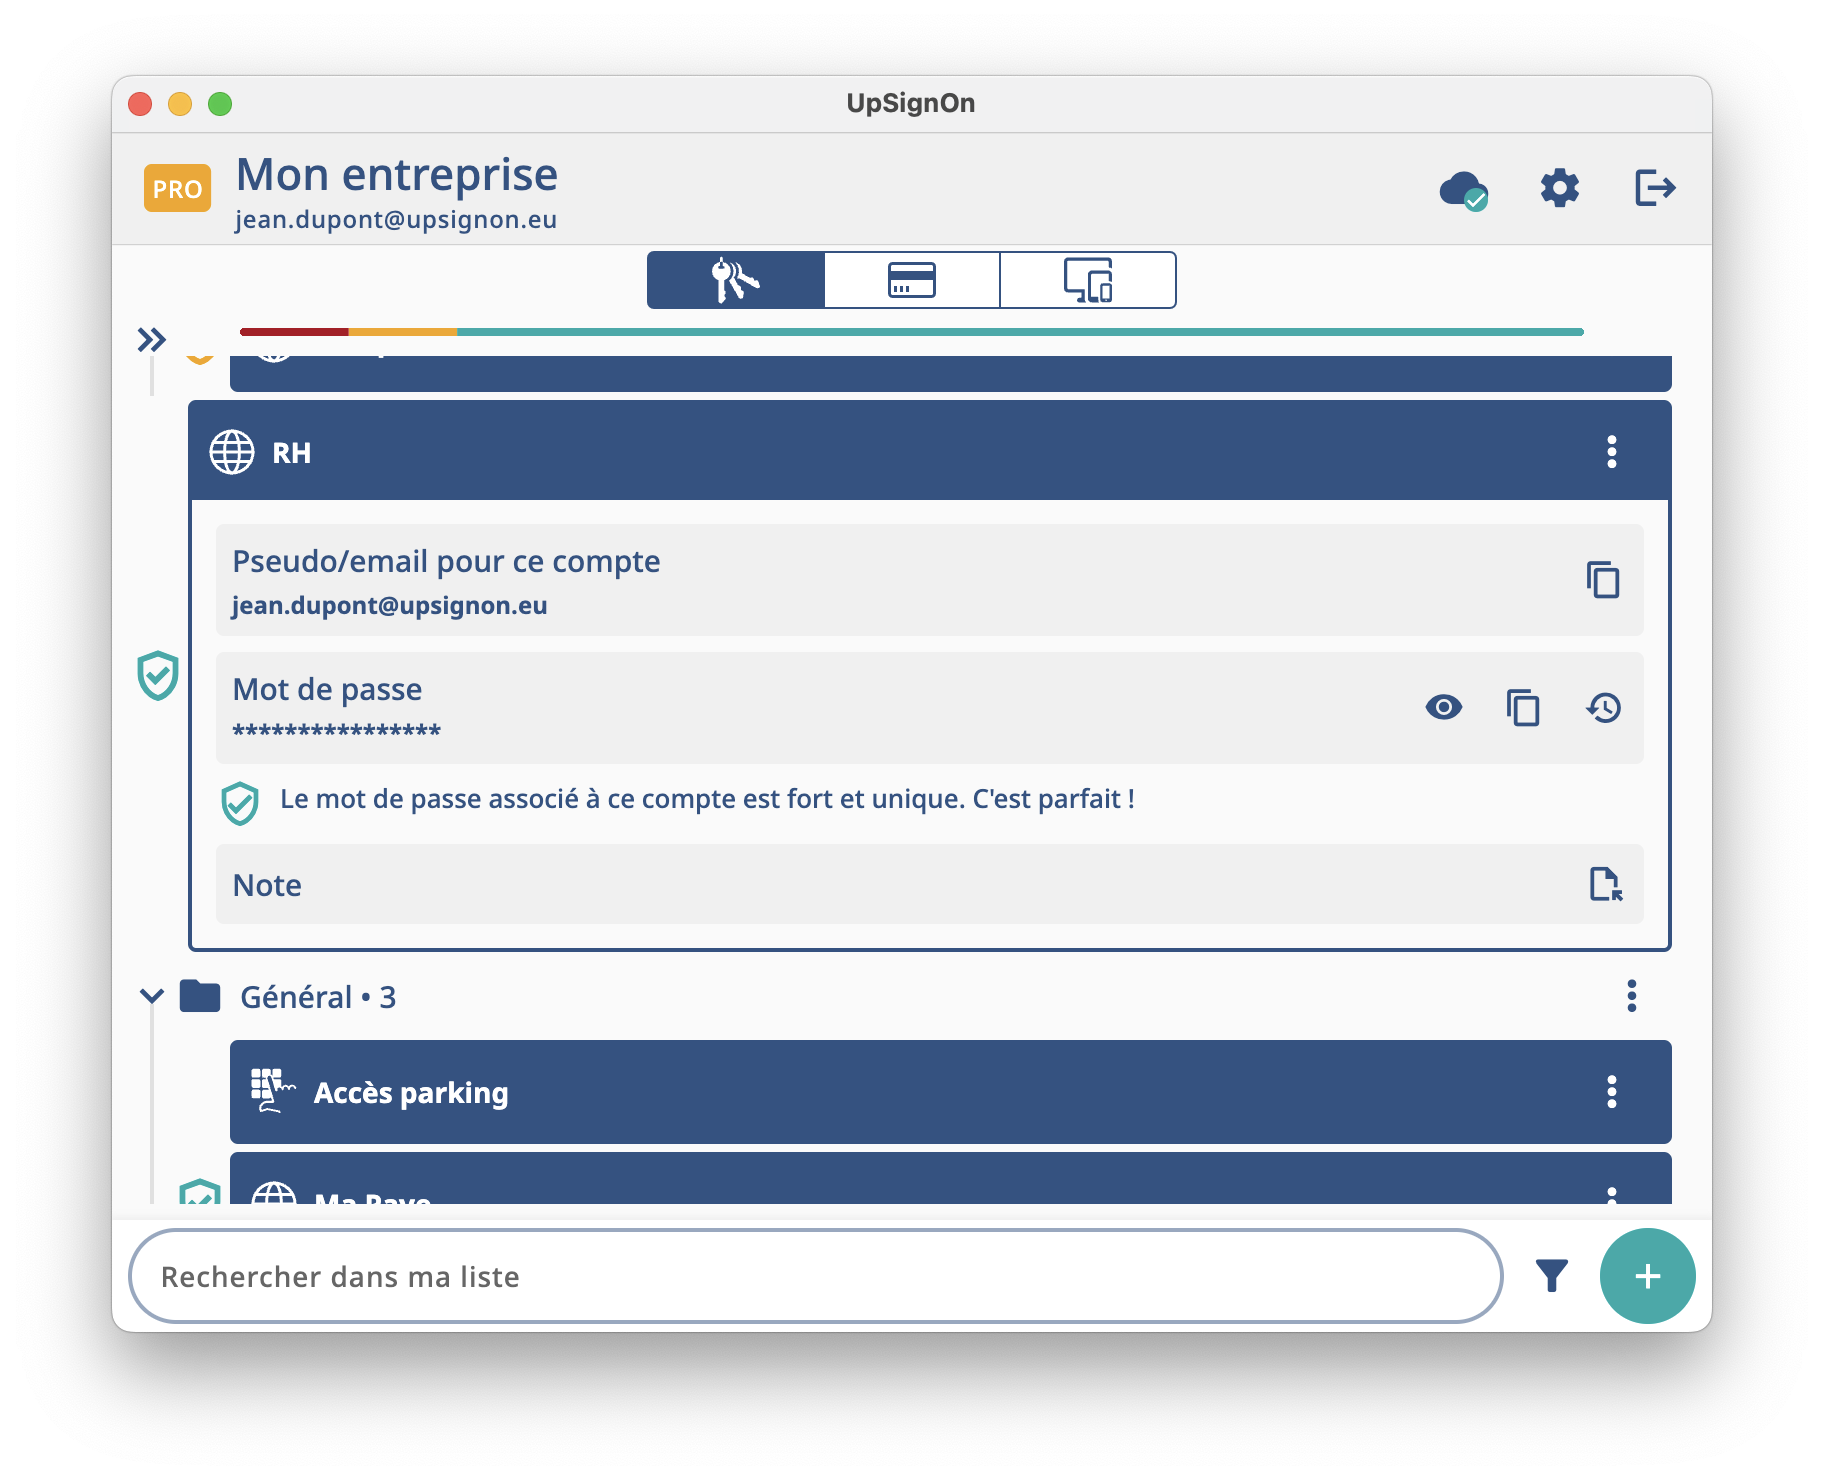 UpSignOn
PRO
Mon entreprise
jean.dupont@upsignon.eu
RH
Pseudo/email pour ce compte
jean.dupont@upsignon.eu
Mot de passe
****************
Le mot de passe associé à ce compte est fort et unique. C'est parfait !
Note
Général • 3
Accès parking
Ma Paye
Rechercher dans ma liste